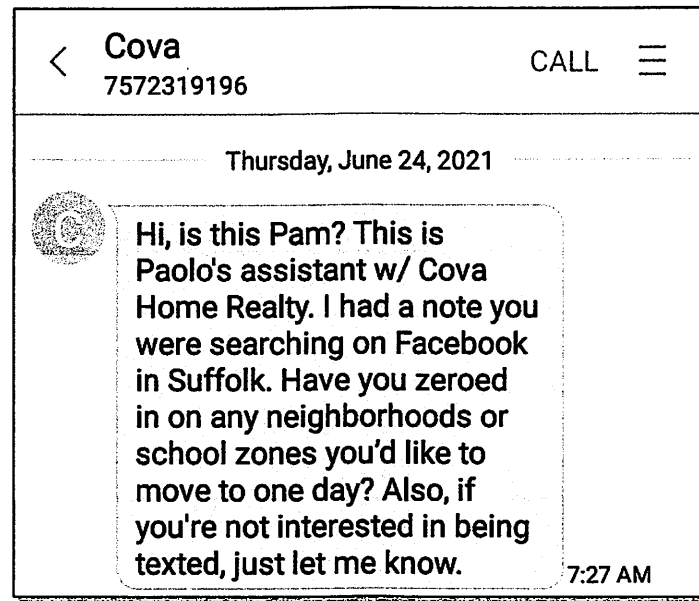 Cova
7572319196
CALL
Thursday, June 24, 2021
C
Hi, is this Pam? This is
Paolo's assistant w/ Cova
Home Realty. I had a note you
were searching on Facebook
in Suffolk. Have you zeroed
in on any neighborhoods or
school zones you'd like to
move to one day? Also, if
you're not interested in being
texted, just let me know.
7:27 AM